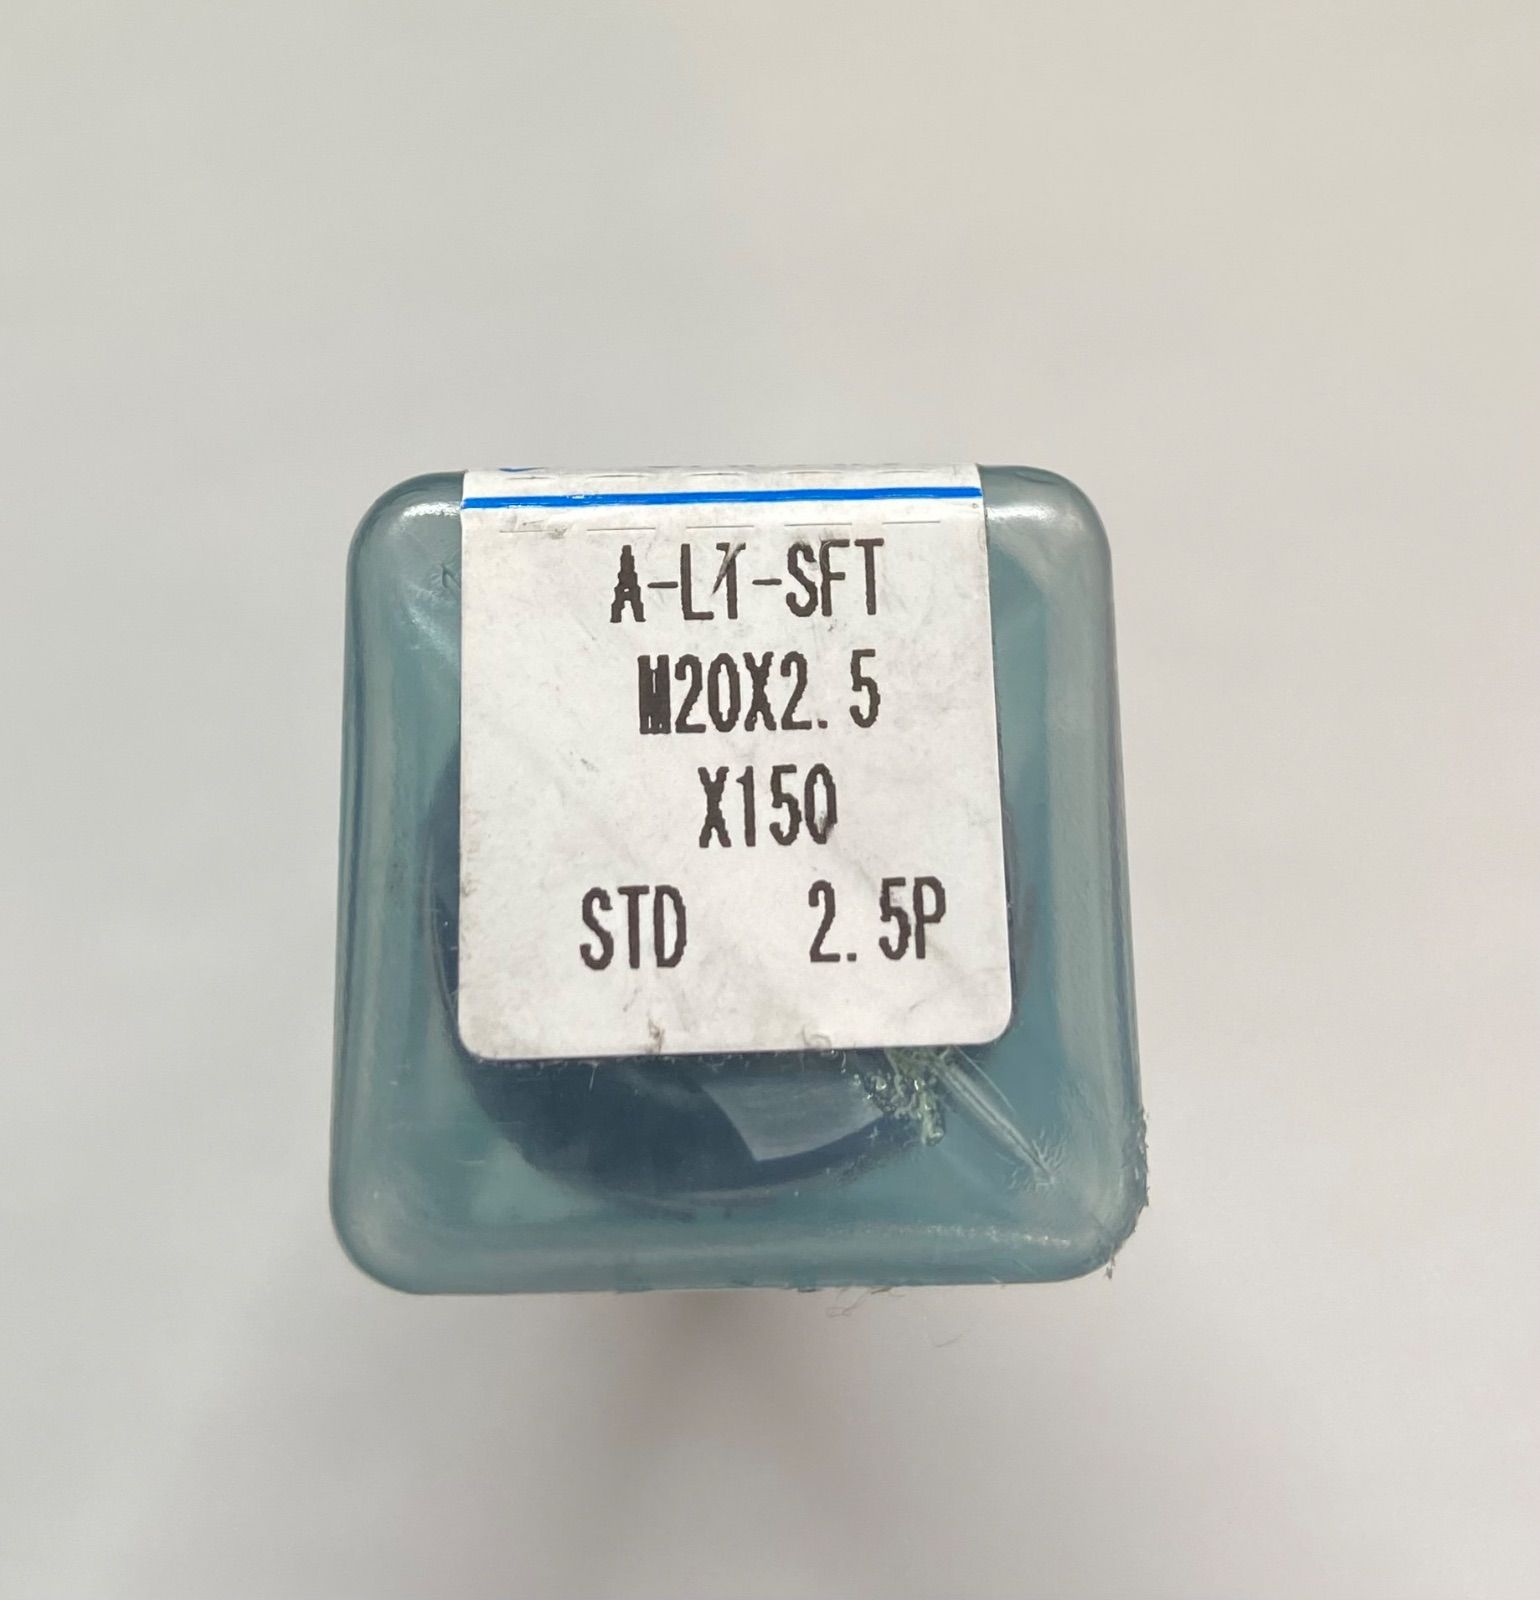 A-LT-SFT
M20X2.5
X150
STD 2.5P